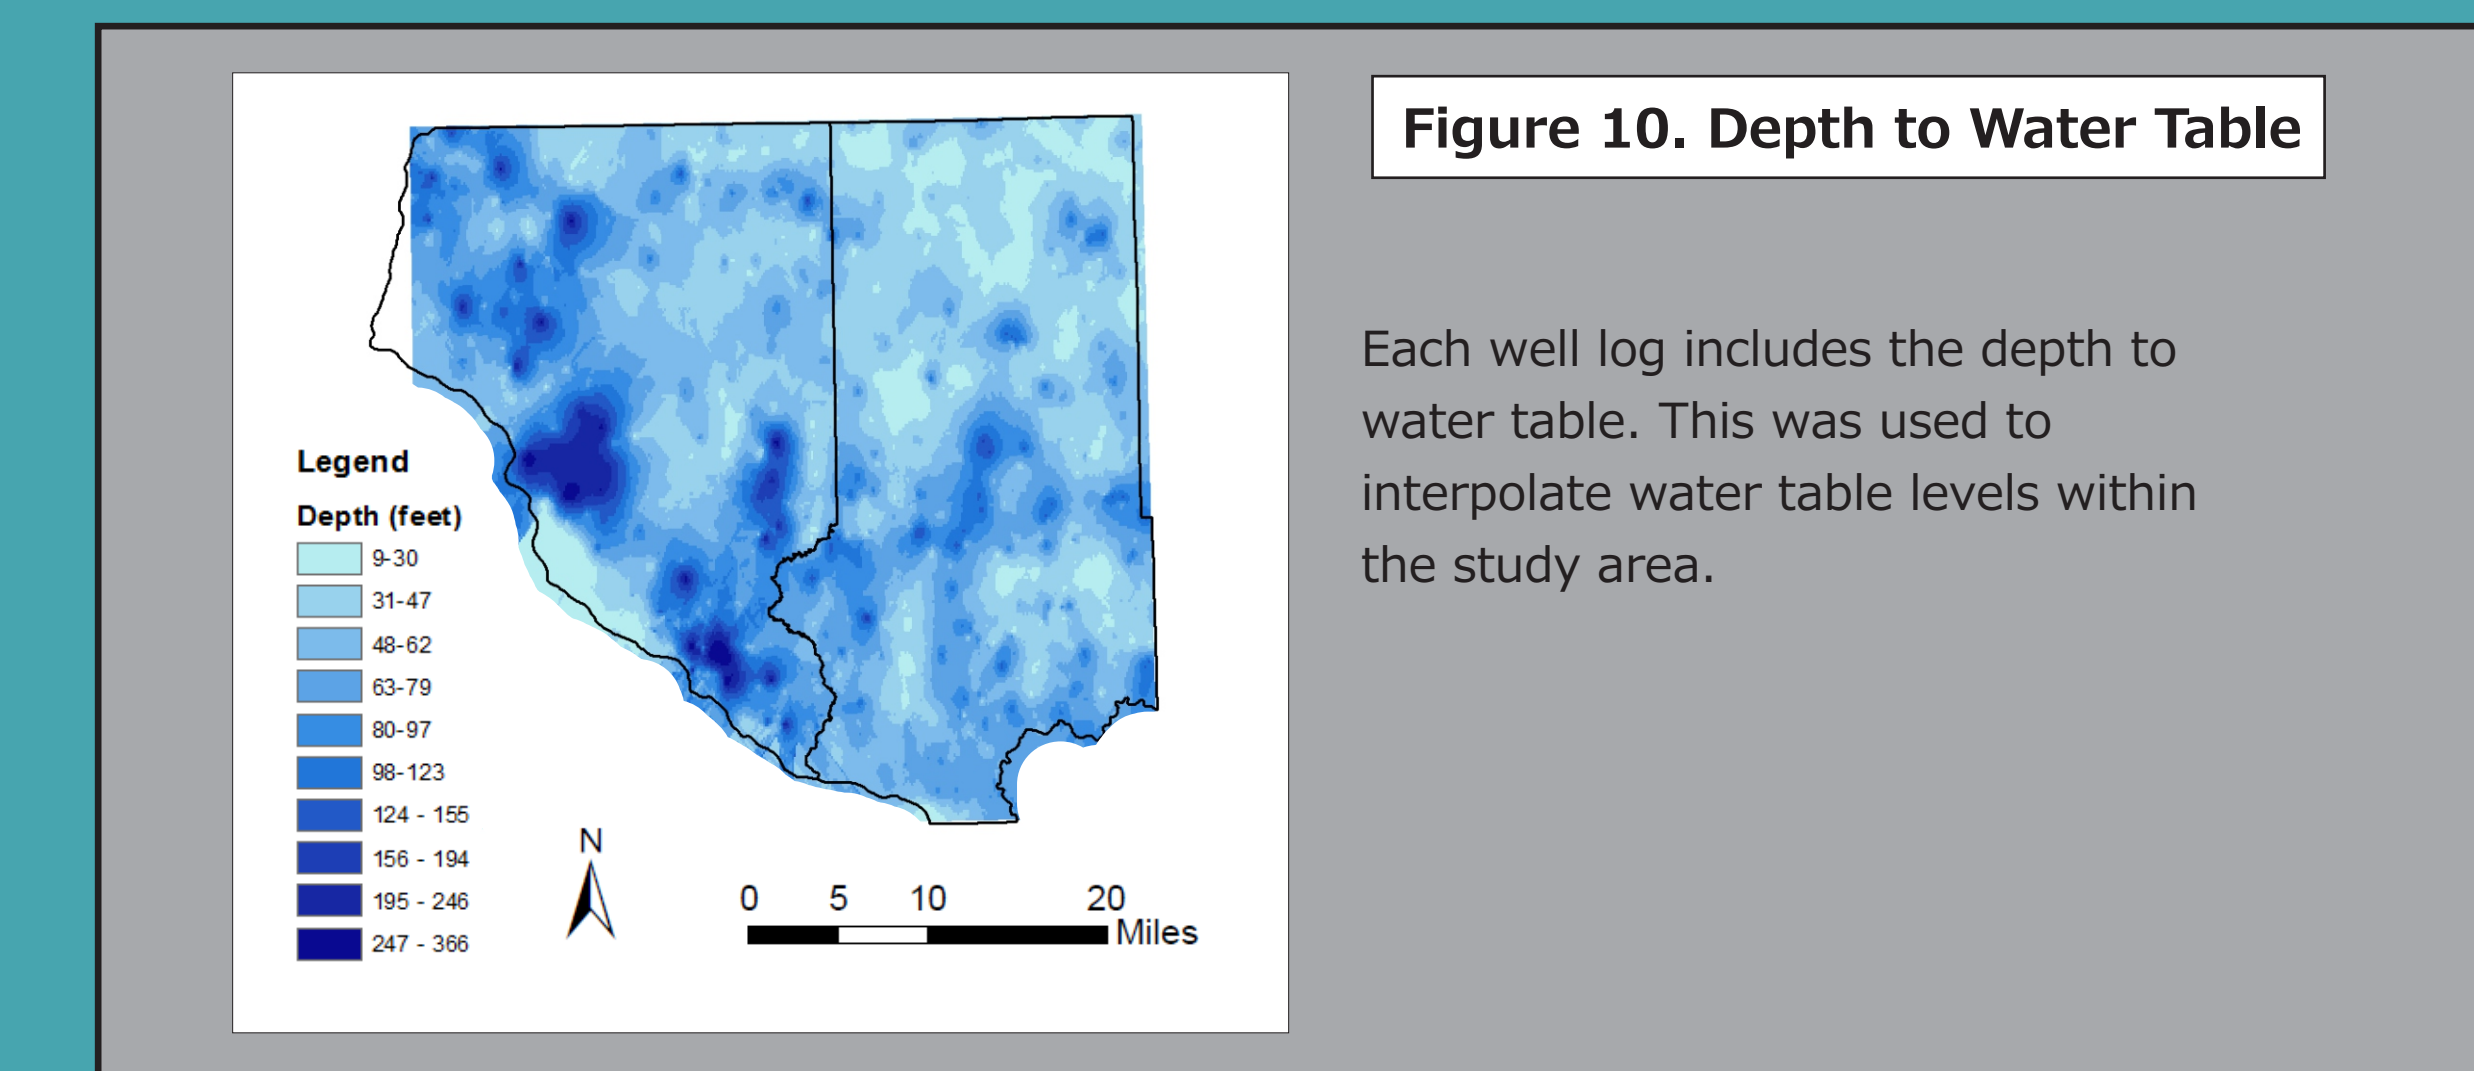 Figure 10. Depth to Water Table
Each well log includes the depth to
water table. This was used to
interpolate water table levels within
the study area.
Legend
Depth (feet)
9-30
31-47
48-62
63-79
80-97
98-123
124 - 155
156 - 194
195 - 246
247 - 366
N
0 5 10 20
Miles